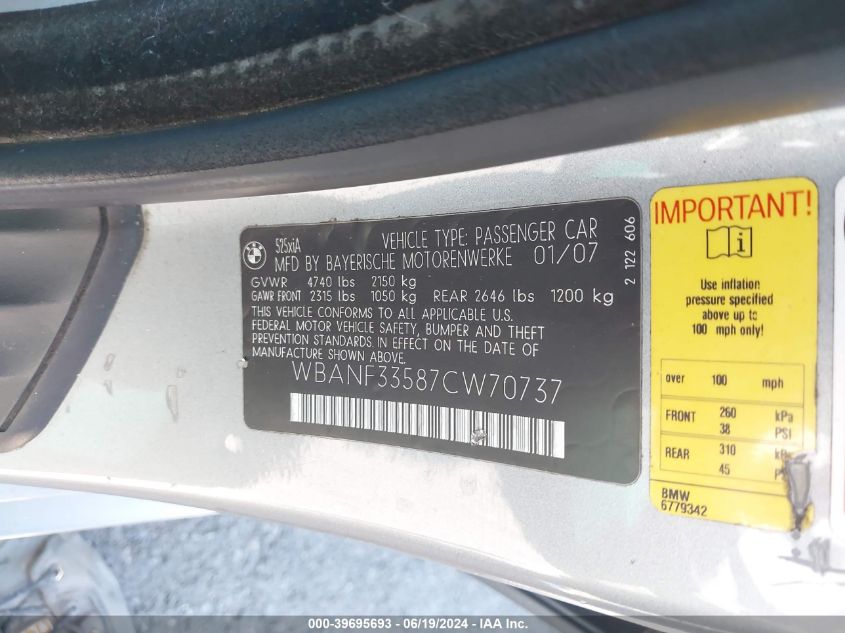 525xiA
VEHICLE TYPE: PASSENGER CAR
MFD BY BAYERISCHE MOTORENWERKE 01/07
GVWR 4740 lbs 2150 kg
GAWR FRONT 2315 lbs 1050 kg REAR 2646 lbs 1200 kg
THIS VEHICLE CONFORMS TO ALL APPLICABLE U.S.
FEDERAL MOTOR VEHICLE SAFETY, BUMPER AND THEFT
PREVENTION STANDARDS IN EFFECT ON THE DATE OF
MANUFACTURE SHOWN ABOVE.
WBANF33587CW70737
2 122 606
IMPORTANT!
i
Use inflation
pressure specified
above up to
100 mph only!
over 100 mph
FRONT 260 kPa
38 PSI
REAR 310
45
BMW
6779342
000-39695693 / 06/19/2024 / IAA Inc.